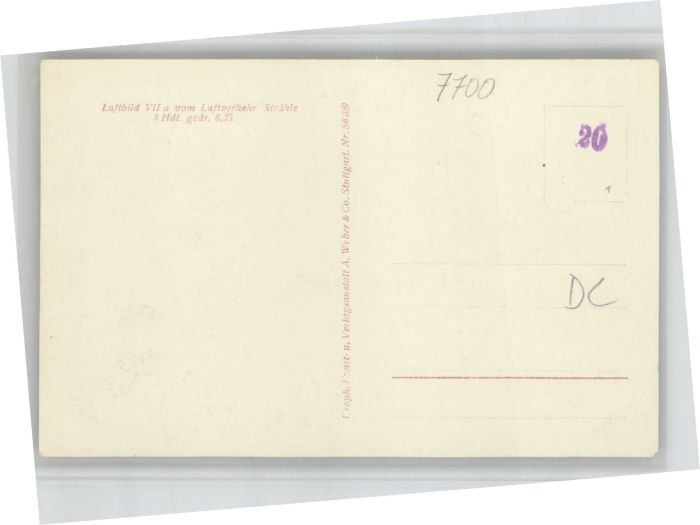 Luftbild VII a vom Luftverkehr Strähle
3 Hdt. gedr. 6,25.
7700
Graph. Kunst- u. Verlagsanstalt A. Weber & Co. Stuttgart. Nr.
20
1
DC